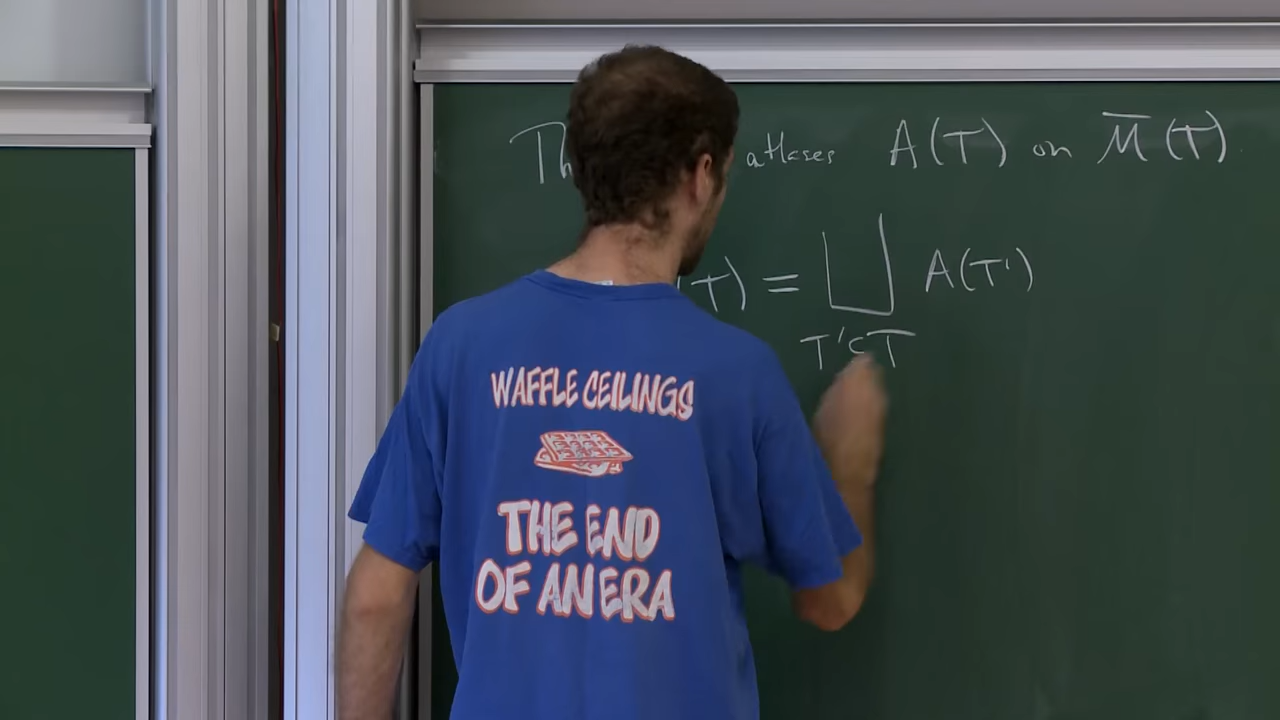 Th atlases A(T) on M̅(T)
(T) = ⊔ A(T')
T'⊂T
WAFFLE CEILINGS
THE END
OF AN ERA